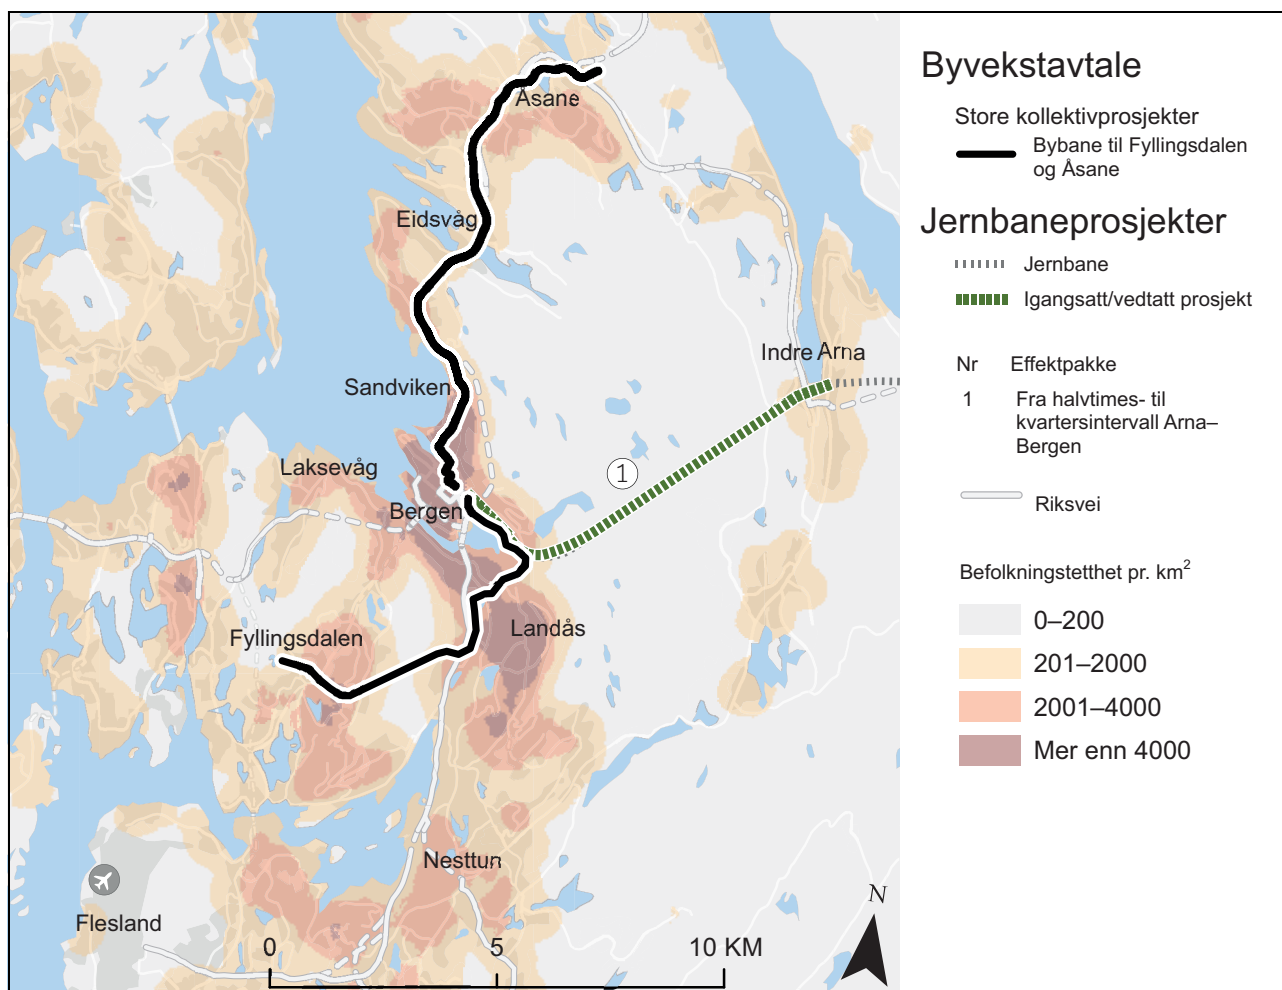 Åsane
Eidsvåg
Indre Arna
Sandviken
Laksevåg
Bergen
1
Fyllingsdalen
Landås
Nesttun
Flesland
0 5 10 KM
N
Byvekstavtale
Store kollektivprosjekter
Bybane til Fyllingsdalen
og Åsane
Jernbaneprosjekter
Jernbane
Igangsatt/vedtatt prosjekt
Nr Effektpakke
1 Fra halvtimes- til
kvartersintervall Arna–
Bergen
Riksvei
Befolkningstetthet pr. km²
0–200
201–2000
2001–4000
Mer enn 4000